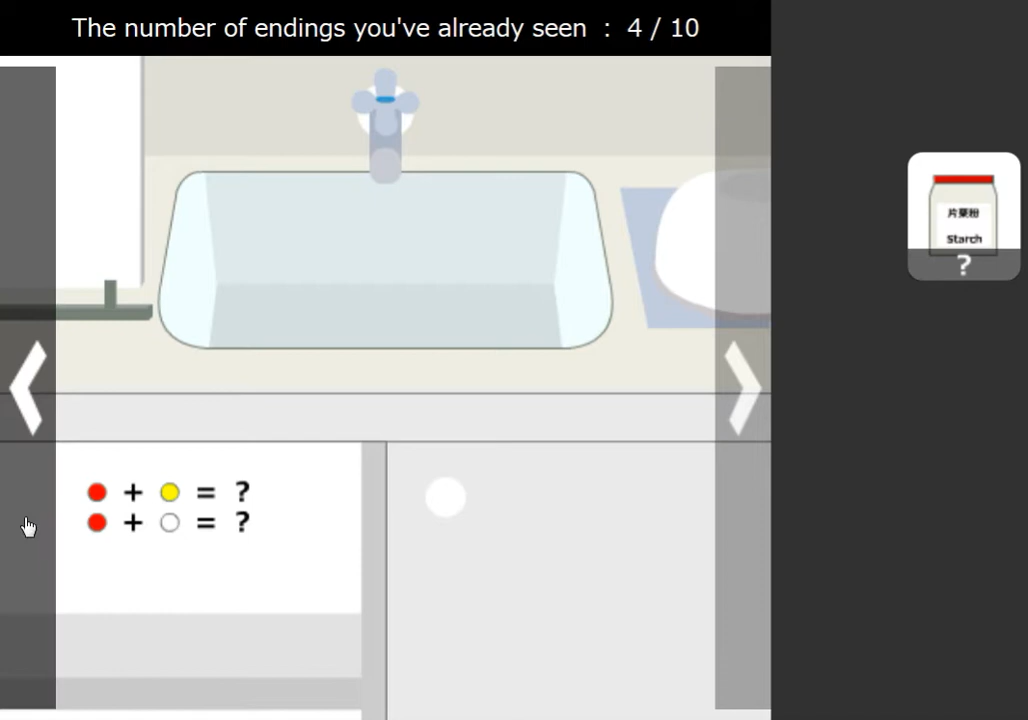 The number of endings you've already seen : 4 / 10
片栗粉
Starch
?
+ = ?
+ = ?